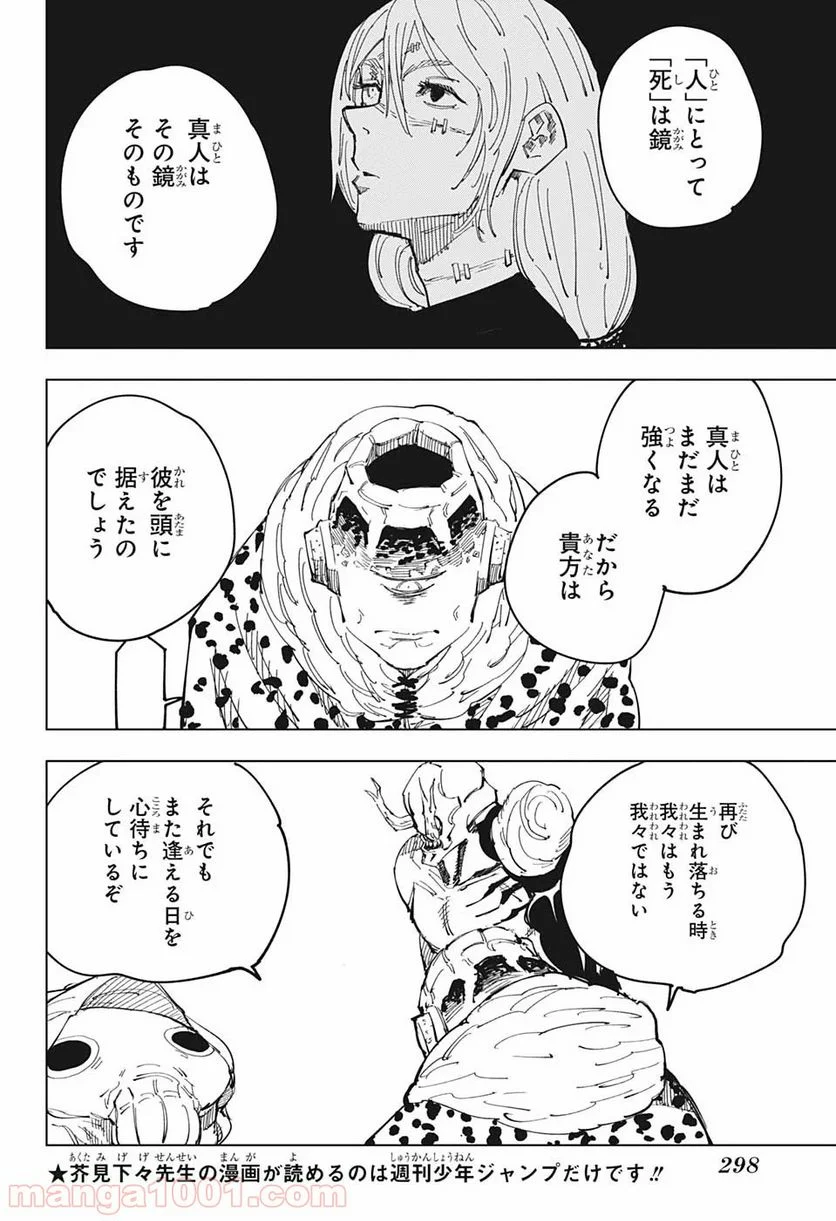 「人」にとって
「死」は鏡
真人は
その鏡
そのものです
真人は
まだまだ
強くなる
だから
貴方は
彼を頭に
据えたの
でしょう
再び
生まれ落ちる時
我々はもう
我々ではない
それでも
また逢える日を
心待ちに
しているぞ
★芥見下々先生の漫画が読めるのは週刊少年ジャンプだけです!!
298
manga1001.com